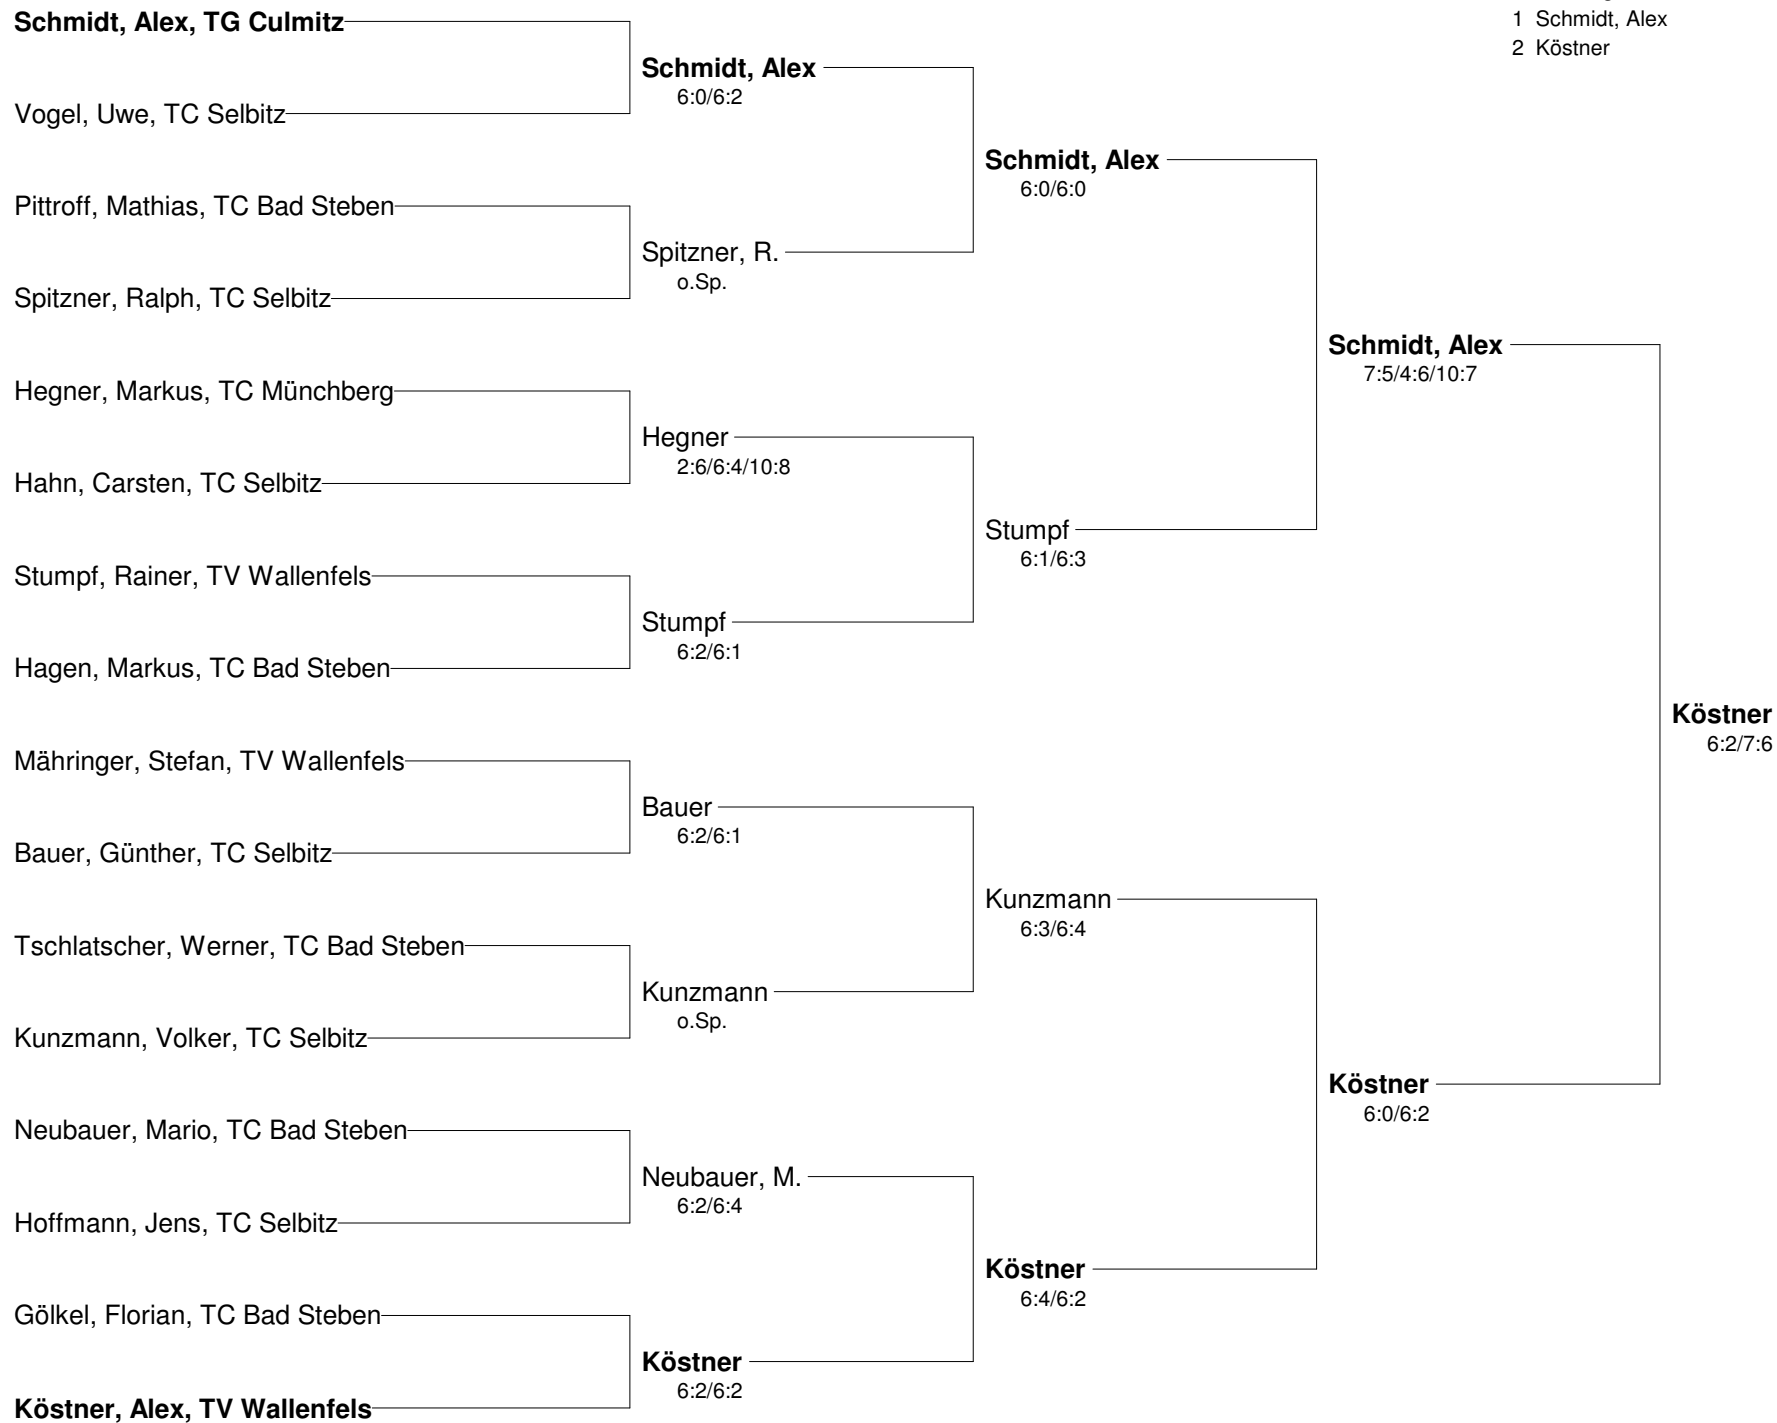 1 Schmidt, Alex
2 Köstner
Schmidt, Alex, TG Culmitz
Vogel, Uwe, TC Selbitz
Pittroff, Mathias, TC Bad Steben
Spitzner, Ralph, TC Selbitz
Hegner, Markus, TC Münchberg
Hahn, Carsten, TC Selbitz
Stumpf, Rainer, TV Wallenfels
Hagen, Markus, TC Bad Steben
Mähringer, Stefan, TV Wallenfels
Bauer, Günther, TC Selbitz
Tschlatscher, Werner, TC Bad Steben
Kunzmann, Volker, TC Selbitz
Neubauer, Mario, TC Bad Steben
Hoffmann, Jens, TC Selbitz
Gölkel, Florian, TC Bad Steben
Köstner, Alex, TV Wallenfels
Schmidt, Alex
6:0/6:2
Spitzner, R.
o.Sp.
Hegner
2:6/6:4/10:8
Stumpf
6:2/6:1
Bauer
6:2/6:1
Kunzmann
o.Sp.
Neubauer, M.
6:2/6:4
Köstner
6:2/6:2
Schmidt, Alex
6:0/6:0
Stumpf
6:1/6:3
Kunzmann
6:3/6:4
Köstner
6:4/6:2
Schmidt, Alex
7:5/4:6/10:7
Köstner
6:0/6:2
Köstner
6:2/7:6